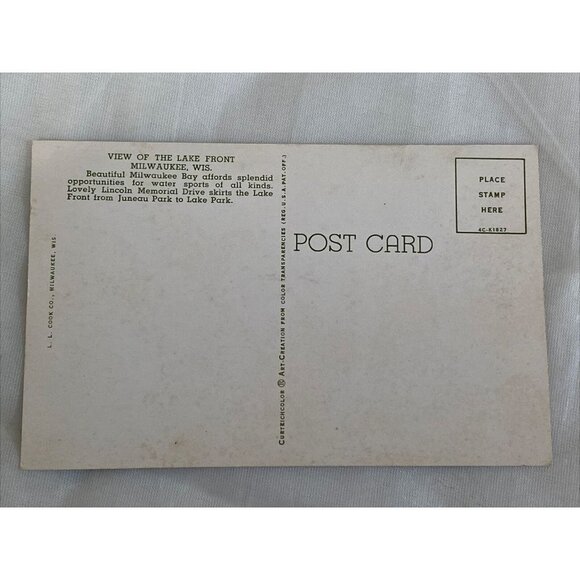 VIEW OF THE LAKE FRONT
MILWAUKEE, WIS.
Beautiful Milwaukee Bay affords splendid
opportunities for water sports of all kinds.
Lovely Lincoln Memorial Drive skirts the Lake
Front from Juneau Park to Lake Park.
L. L. COOK CO., MILWAUKEE, WIS.
CURTEICHCOLOR ® ART-CREATION FROM COLOR TRANSPARENCIES (REG. U.S.A. PAT. OFF.)
POST CARD
PLACE
STAMP
HERE
4C-K1827